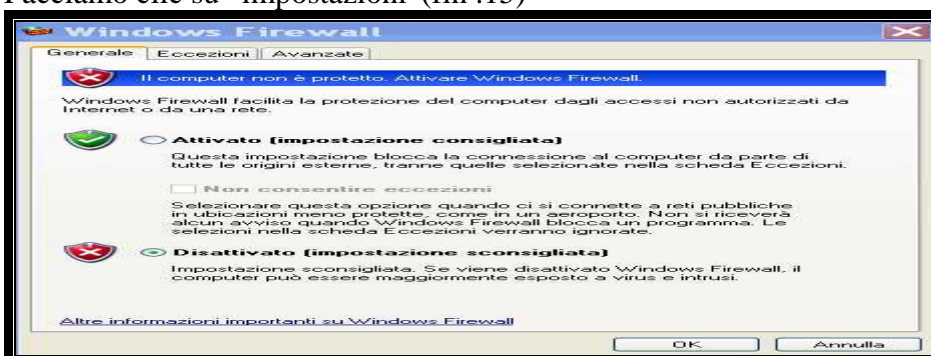 Windows Firewall
Generale Eccezioni Avanzate
Il computer non è protetto. Attivare Windows Firewall.
Windows Firewall facilita la protezione del computer dagli accessi non autorizzati da
Internet o da una rete.
Attivato (impostazione consigliata)
Questa impostazione blocca la connessione al computer da parte di
tutte le origini esterne, tranne quelle selezionate nella scheda Eccezioni.
Non consentire eccezioni
Selezionare questa opzione quando ci si connette a reti pubbliche
in ubicazioni meno protette, come in un aeroporto. Non si riceverà
alcun avviso quando Windows Firewall blocca un programma. Le
selezioni nella scheda Eccezioni verranno ignorate.
Disattivato (impostazione sconsigliata)
Impostazione sconsigliata. Se viene disattivato Windows Firewall, il
computer può essere maggiormente esposto a virus e intrusi.
Altre informazioni importanti su Windows Firewall
OK Annulla